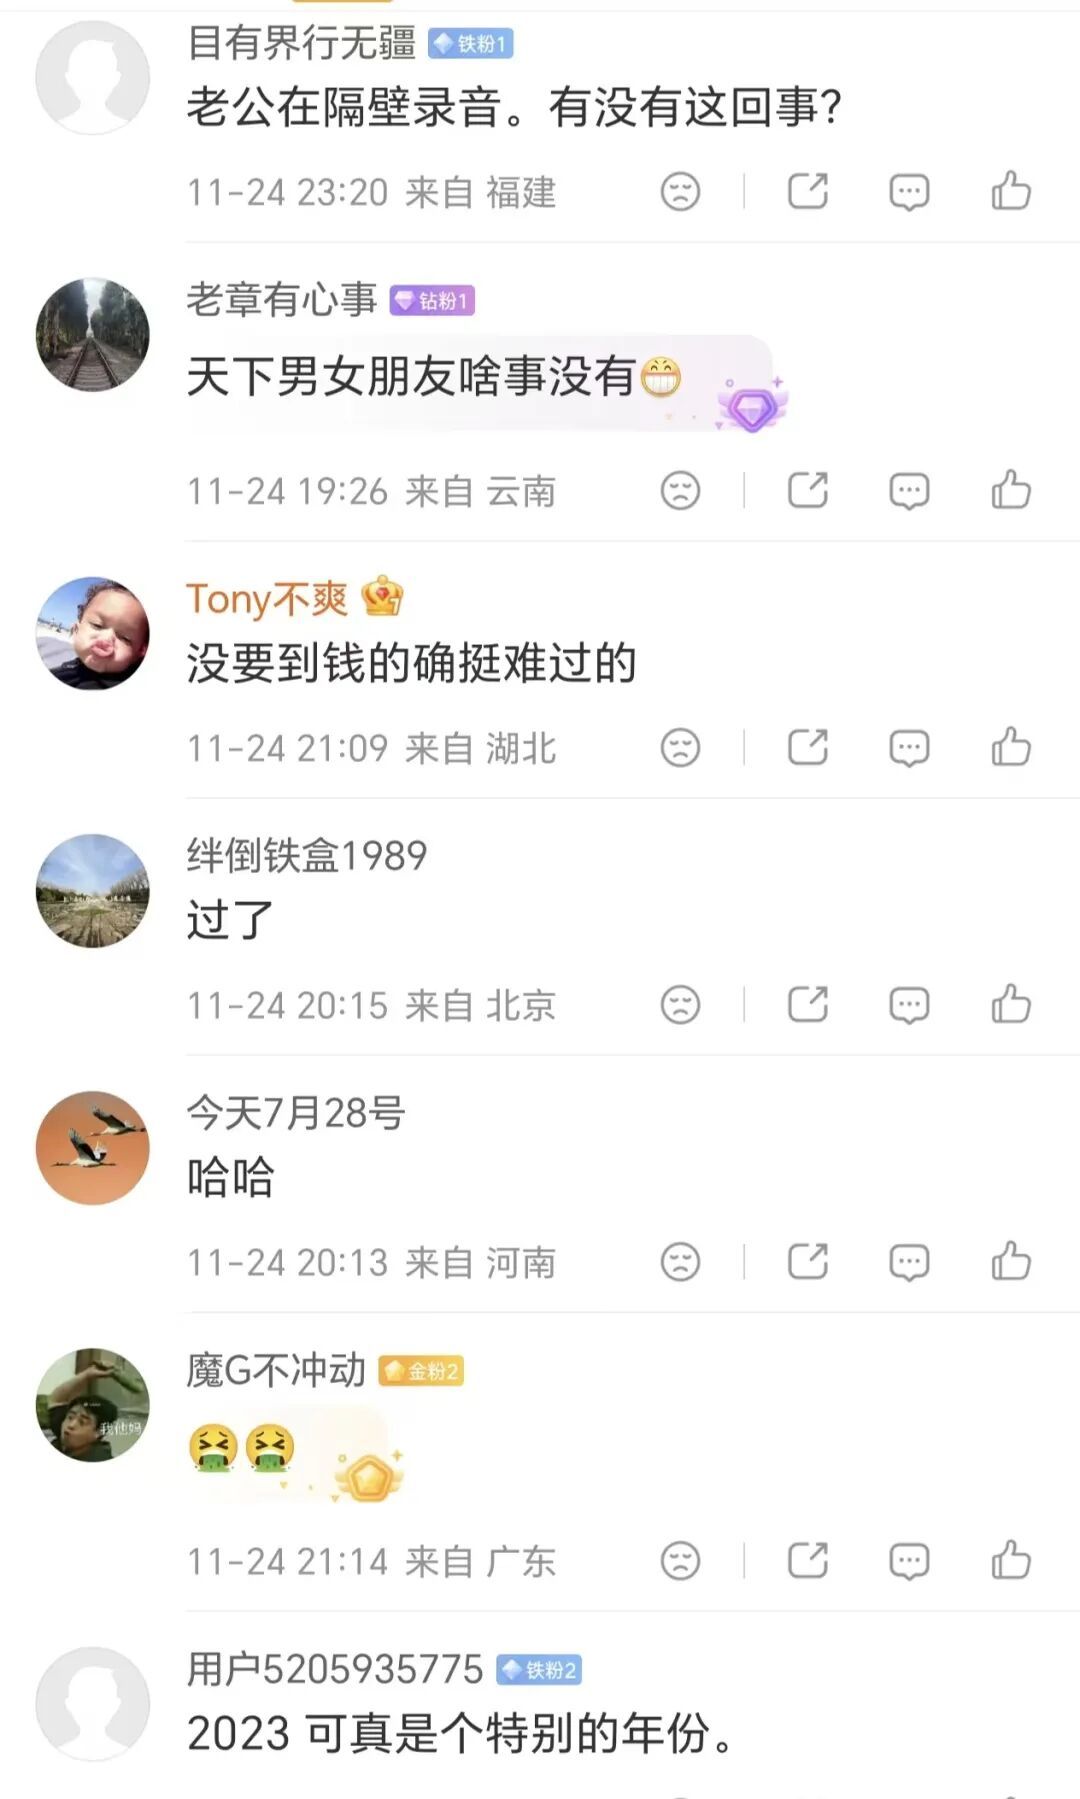 目有界行无疆 铁粉1
老公在隔壁录音。有没有这回事?
11-24 23:20 来自 福建
老章有心事 钻粉1
天下男女朋友啥事没有😁
11-24 19:26 来自 云南
Tony不爽 7
没要到钱的确挺难过的
11-24 21:09 来自 湖北
绊倒铁盒1989
过了
11-24 20:15 来自 北京
今天7月28号
哈哈
11-24 20:13 来自 河南
魔G不冲动 金粉2
我他妈
🤮🤮
11-24 21:14 来自 广东
用户5205935775 铁粉2
2023 可真是个特别的年份。